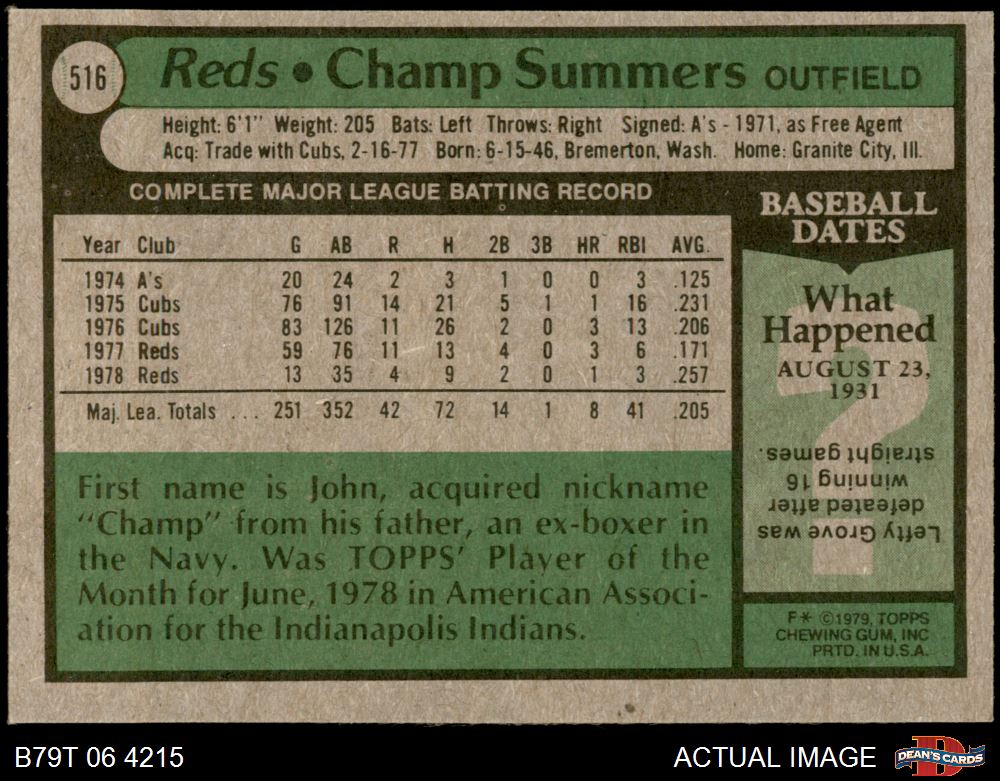 516
Reds • Champ Summers OUTFIELD
Height: 6'1" Weight: 205 Bats: Left Throws: Right Signed: A's - 1971, as Free Agent
Acq: Trade with Cubs, 2-16-77 Born: 6-15-46, Bremerton, Wash. Home: Granite City, Ill.
COMPLETE MAJOR LEAGUE BATTING RECORD
Year Club G AB R H 2B 3B HR RBI AVG.
1974 A's 20 24 2 3 1 0 0 3 .125
1975 Cubs 76 91 14 21 5 1 1 16 .231
1976 Cubs 83 126 11 26 2 0 3 13 .206
1977 Reds 59 76 11 13 4 0 3 6 .171
1978 Reds 13 35 4 9 2 0 1 3 .257
Maj. Lea. Totals ... 251 352 42 72 14 1 8 41 .205
First name is John, acquired nickname
"Champ" from his father, an ex-boxer in
the Navy. Was TOPPS' Player of the
Month for June, 1978 in American Associ-
ation for the Indianapolis Indians.
BASEBALL
DATES
What
Happened
AUGUST 23,
1931
?
Lefty Grove was
defeated after
winning 16
straight games.
F* ©1979, TOPPS
CHEWING GUM, INC
PRTD. IN U.S.A.
B79T 06 4215
ACTUAL IMAGE
D
DEAN'S CARDS